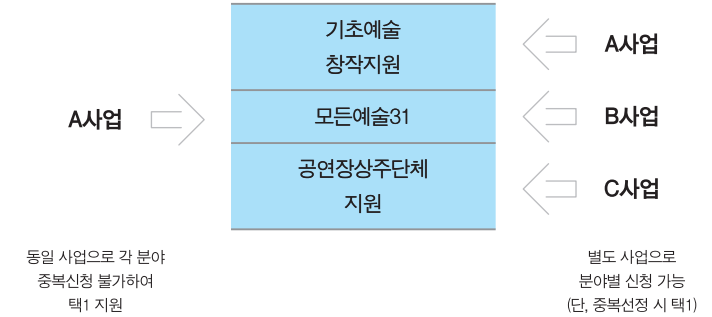 기초예술
창작지원
A사업
A사업
모든예술31
B사업
공연장상주단체
지원
C사업
동일 사업으로 각 분야
중복신청 불가하여
택1 지원
별도 사업으로
분야별 신청 가능
(단, 중복선정 시 택1)